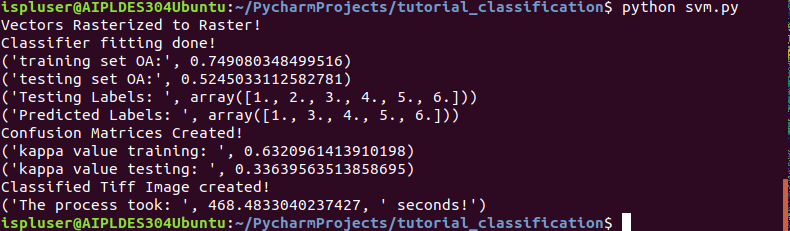 ispluser@AIPLDES304Ubuntu:~/PycharmProjects/tutorial_classification$ python svm.py
Vectors Rasterized to Raster!
Classifier fitting done!
('training set OA:', 0.749080348499516)
('testing set OA:', 0.5245033112582781)
('Testing Labels: ', array([1., 2., 3., 4., 5., 6.]))
('Predicted Labels: ', array([1., 3., 4., 5., 6.]))
Confusion Matrices Created!
('kappa value training: ', 0.6320961413910198)
('kappa value testing: ', 0.33639563513858695)
Classified Tiff Image created!
('The process took: ', 468.4833040237427, ' seconds!')
ispluser@AIPLDES304Ubuntu:~/PycharmProjects/tutorial_classification$